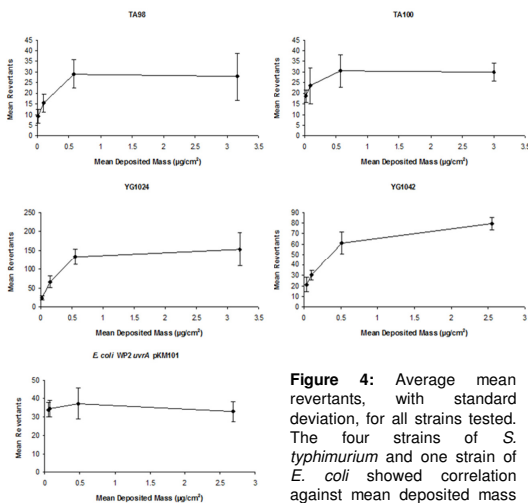 TA98
Mean Revertants
45
40
35
30
25
20
15
10
5
0
0 0.5 1 1.5 2 2.5 3 3.5
Mean Deposited Mass (µg/cm²)
TA100
Mean Revertants
45
40
35
30
25
20
15
10
5
0
0 0.5 1 1.5 2 2.5 3 3.5
Mean Deposited Mass (µg/cm²)
YG1024
Mean Revertants
250
200
150
100
50
0
0 0.5 1 1.5 2 2.5 3 3.5
Mean Deposited Mass (µg/cm²)
YG1042
Mean Revertants
90
80
70
60
50
40
30
20
10
0
0 0.5 1 1.5 2 2.5 3
Mean Deposited Mass (µg/cm²)
E. coli WP2 uvrA pKM101
Mean Revertants
50
40
30
20
10
0
0 0.5 1 1.5 2 2.5 3
Mean Deposited Mass (µg/cm²)
Figure 4: Average mean
revertants, with standard
deviation, for all strains tested.
The four strains of S.
typhimurium and one strain of
E. coli showed correlation
against mean deposited mass